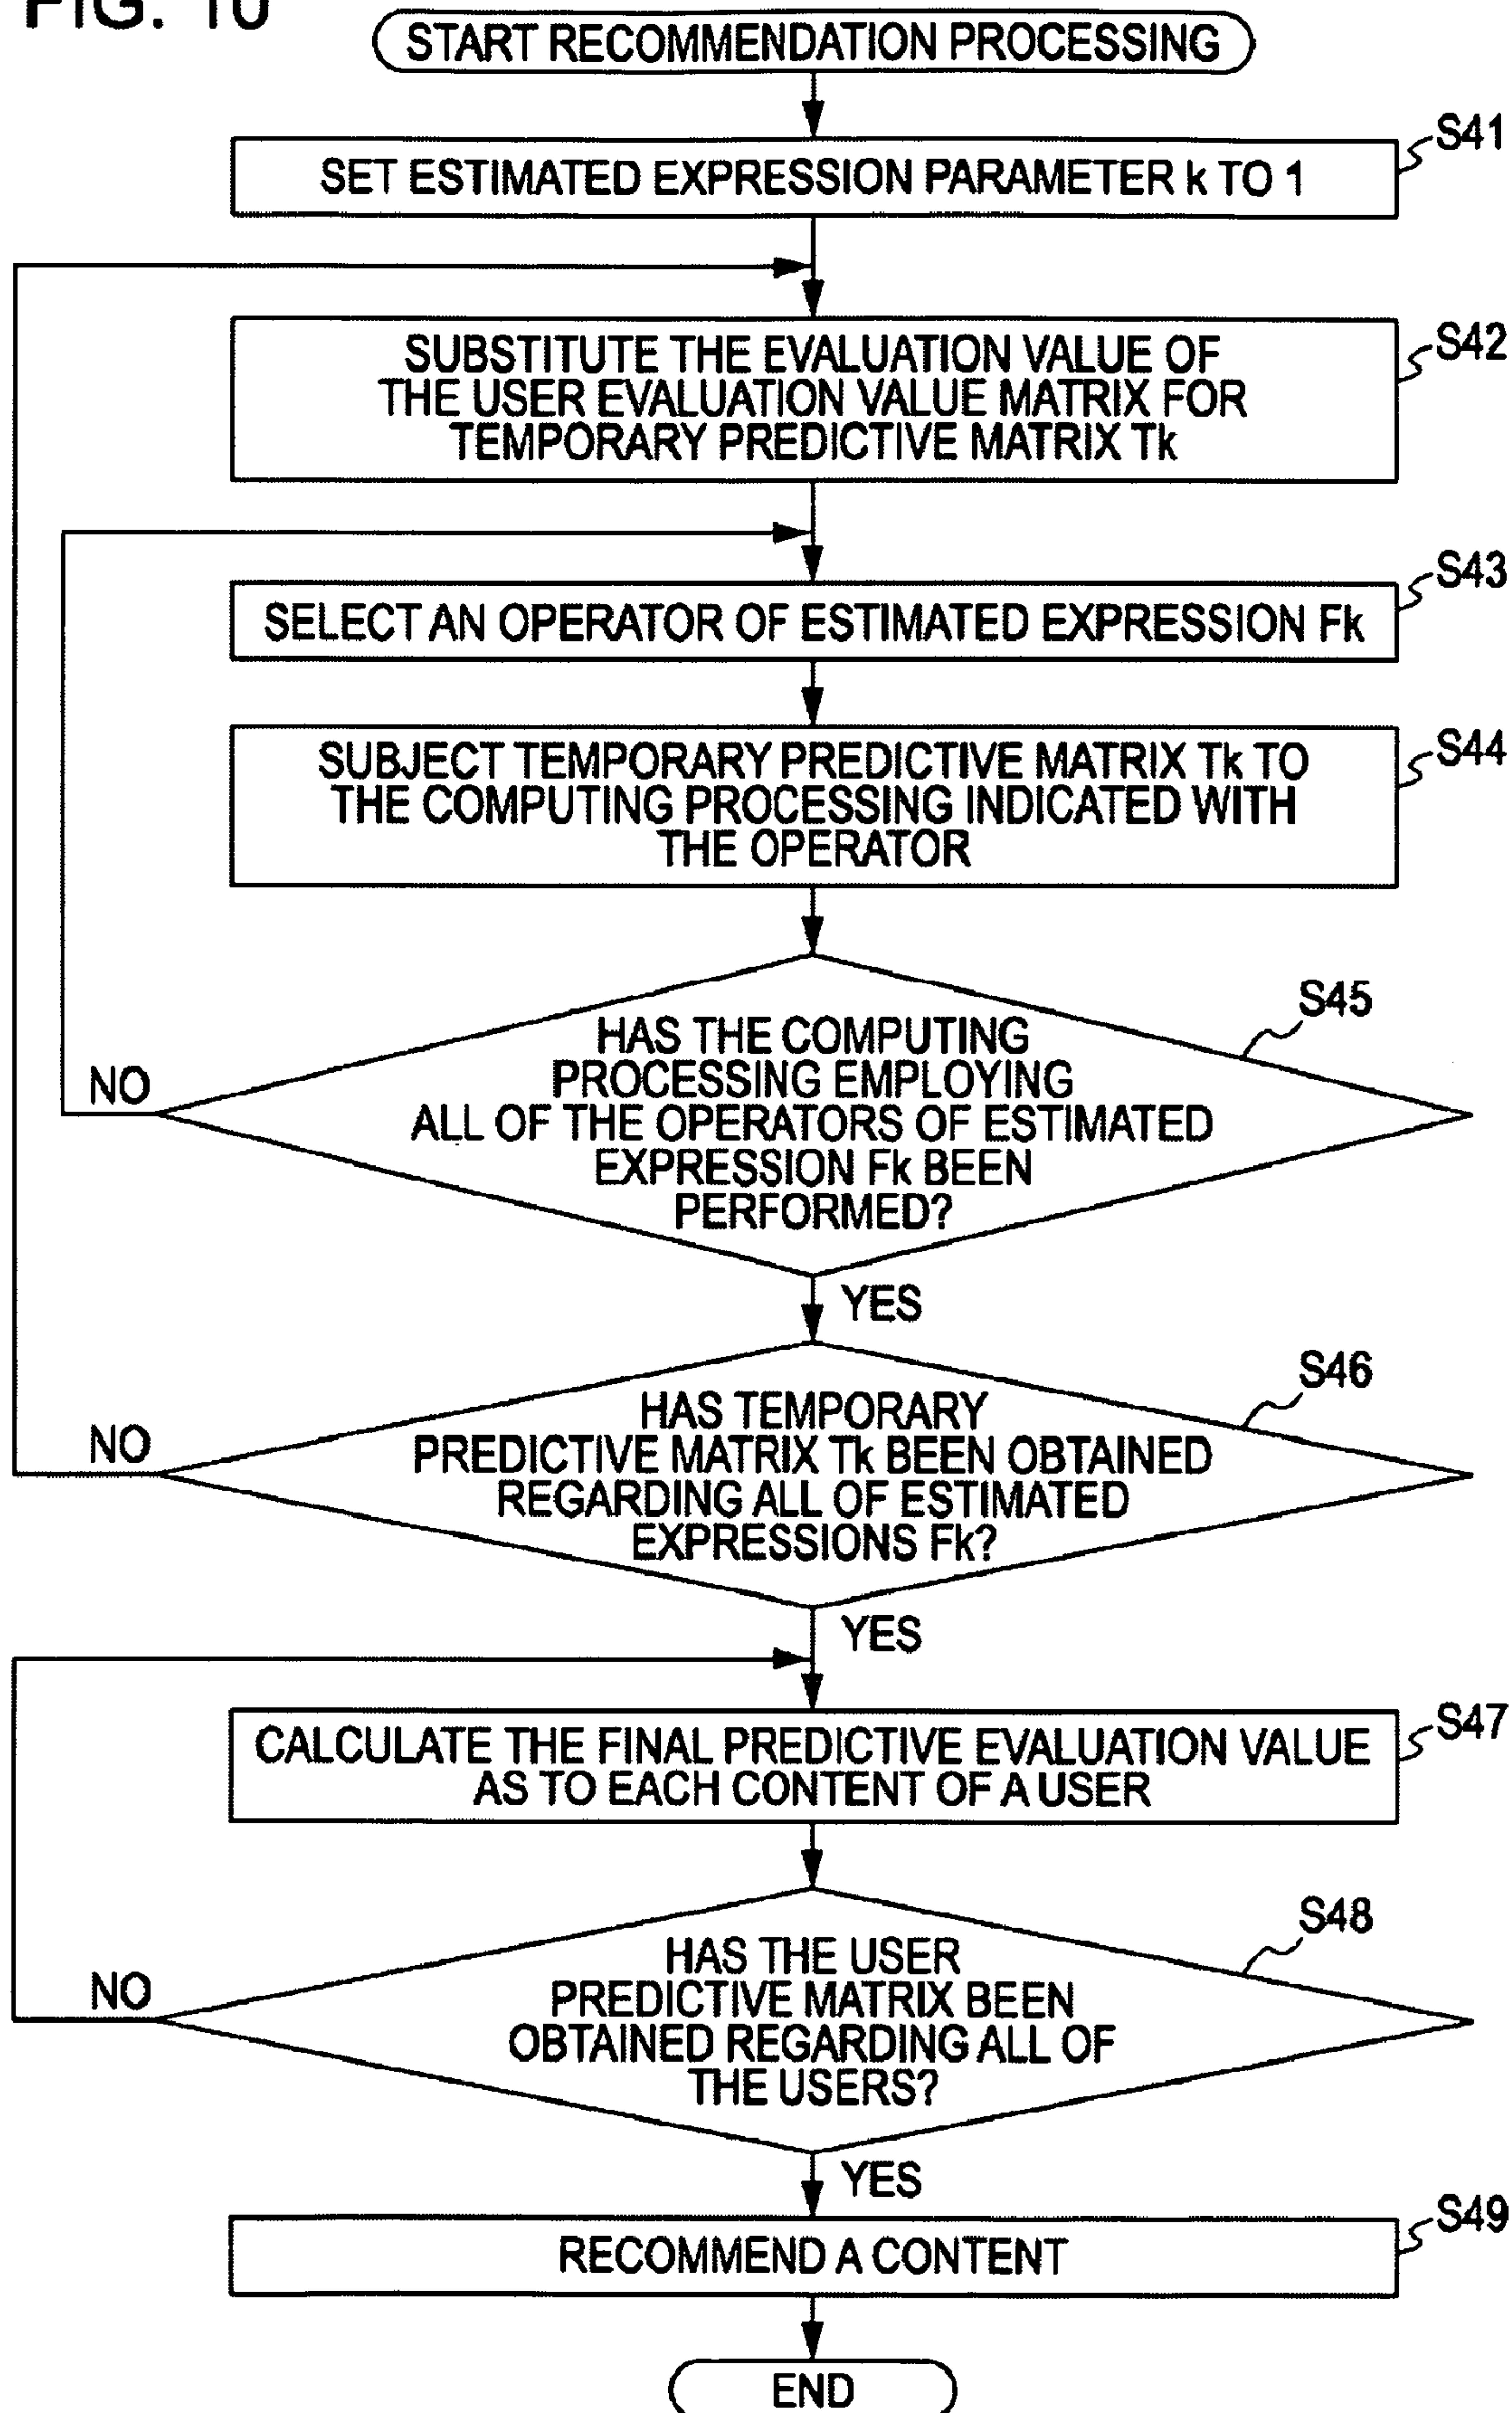 FIG. 10
START RECOMMENDATION PROCESSING
S41
SET ESTIMATED EXPRESSION PARAMETER k TO 1
S42
SUBSTITUTE THE EVALUATION VALUE OF
THE USER EVALUATION VALUE MATRIX FOR
TEMPORARY PREDICTIVE MATRIX Tk
S43
SELECT AN OPERATOR OF ESTIMATED EXPRESSION Fk
S44
SUBJECT TEMPORARY PREDICTIVE MATRIX Tk TO
THE COMPUTING PROCESSING INDICATED WITH
THE OPERATOR
S45
HAS THE COMPUTING
PROCESSING EMPLOYING
ALL OF THE OPERATORS OF ESTIMATED
EXPRESSION Fk BEEN
PERFORMED?
NO
YES
S46
HAS TEMPORARY
PREDICTIVE MATRIX Tk BEEN OBTAINED
REGARDING ALL OF ESTIMATED
EXPRESSIONS Fk?
NO
YES
S47
CALCULATE THE FINAL PREDICTIVE EVALUATION VALUE
AS TO EACH CONTENT OF A USER
S48
HAS THE USER
PREDICTIVE MATRIX BEEN
OBTAINED REGARDING ALL OF
THE USERS?
NO
YES
S49
RECOMMEND A CONTENT
END